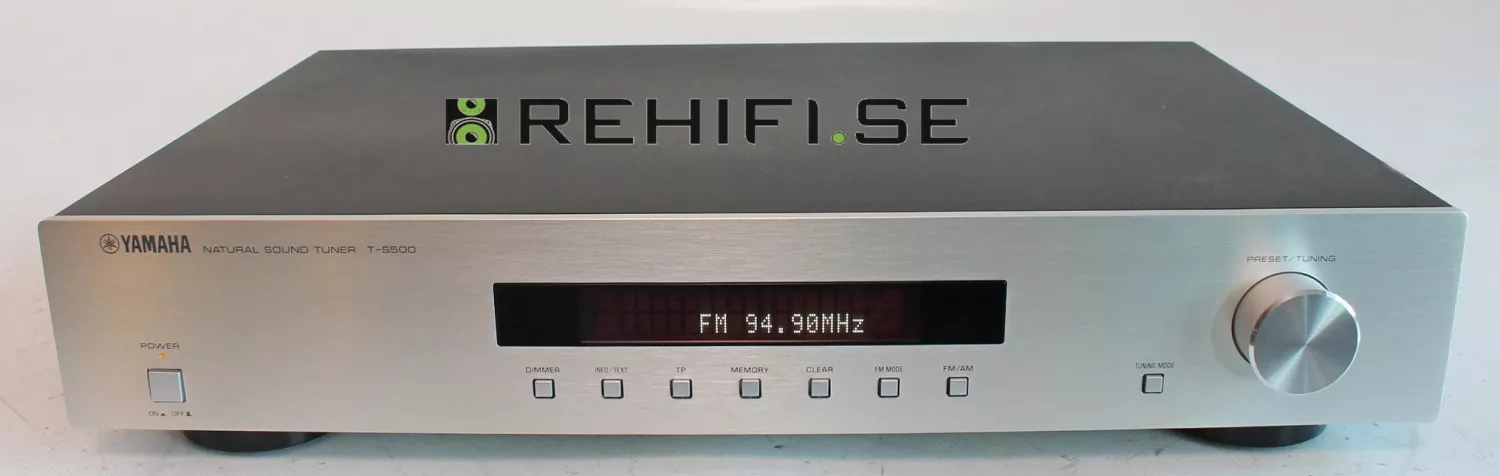 REHIFI.SE
YAMAHA NATURAL SOUND TUNER T-S500
PRESET/TUNING
FM 94.90MHz
POWER
DIMMER INFO/TEXT TP MEMORY CLEAR FM MODE FM/AM
TUNING MODE
ON OFF